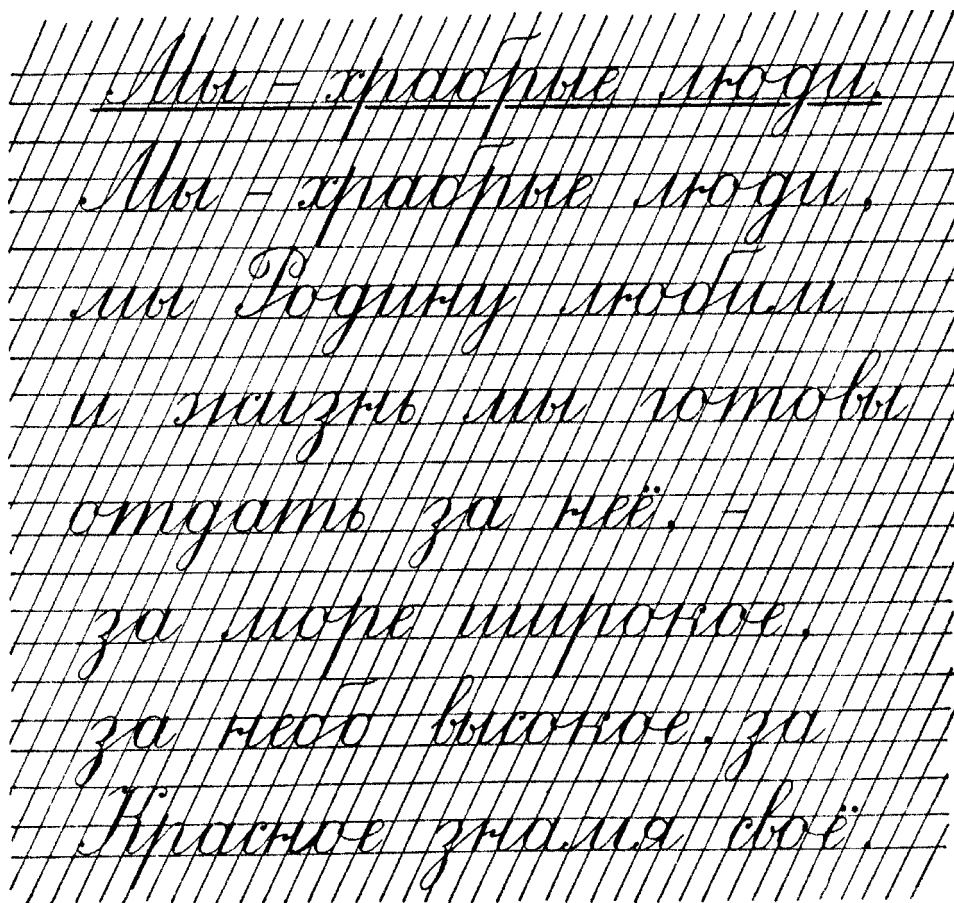 Мы - храбрые люди.
Мы - храбрые люди,
мы Родину любим
и жизнь мы готовы
отдать за неё, -
за море широкое,
за небо высокое, за
Красное знамя своё.